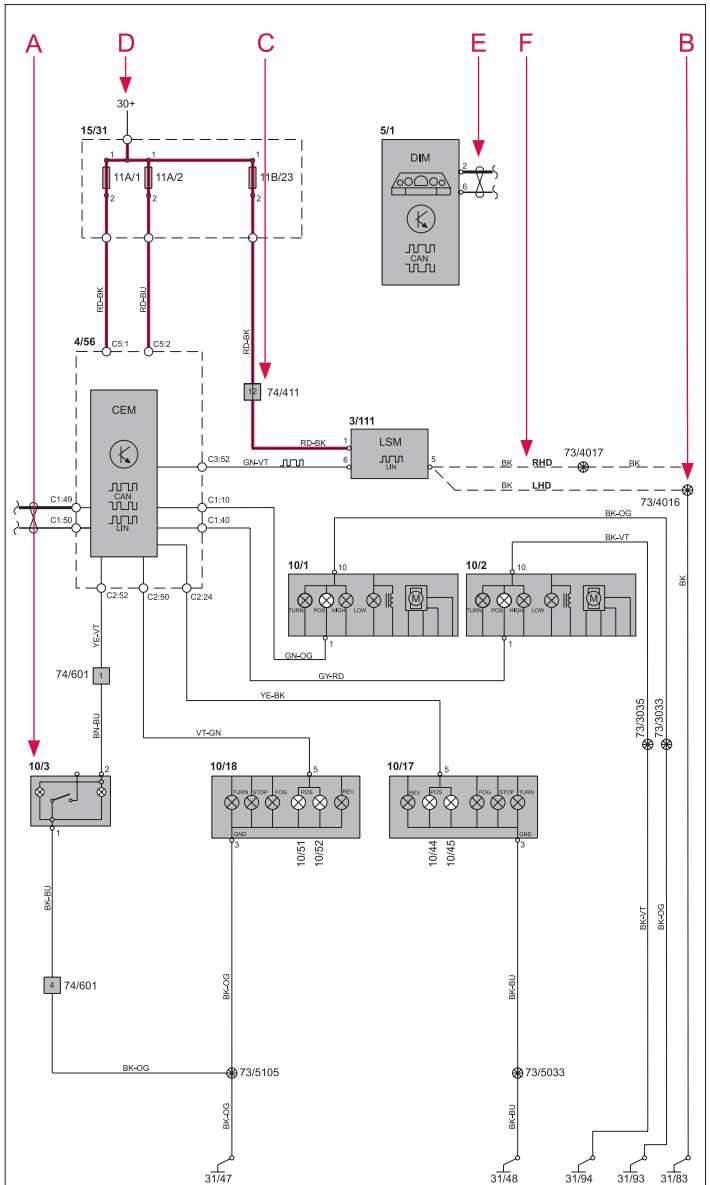 A D C E F B
30+
15/31 5/1
1 1 1 DIM 2
11A/1 11A/2 11B/23
2 2 2 6
CAN
RD-BK RD-BU RD-BK
4/56 C5:1 C5:2
12 74/411
CEM 3/111
RD-BK 1 LSM
C3:52 GN-VT 6 LIN 5 BK RHD 73/4017 BK
BK LHD
73/4016
CAN
C1:49 C1:10
C1:50 LIN C1:40
BK-OG
BK-VT
BK
10/1 10/2
10 10
C2:52 C2:50 C2:24
TURN POS HIGH LOW M TURN POS HIGH LOW M
1 1
YE-VT
GN-OG
GY-RD
74/601 1
YE-BK
BN-BU
VT-GN
73/3035 73/3033
10/3 2 10/18 5 10/17 5
TURN STOP FOG POS REV REV POS FOG STOP TURN
1
GND GND
3 3
10/51 10/52 10/44 10/45
BK-BU
BK-VT BK-OG
4 74/601
BK-OG BK-BU
BK-OG 73/5105 73/5033
BK-OG BK-BU
31/47 31/48 31/94 31/93 31/83